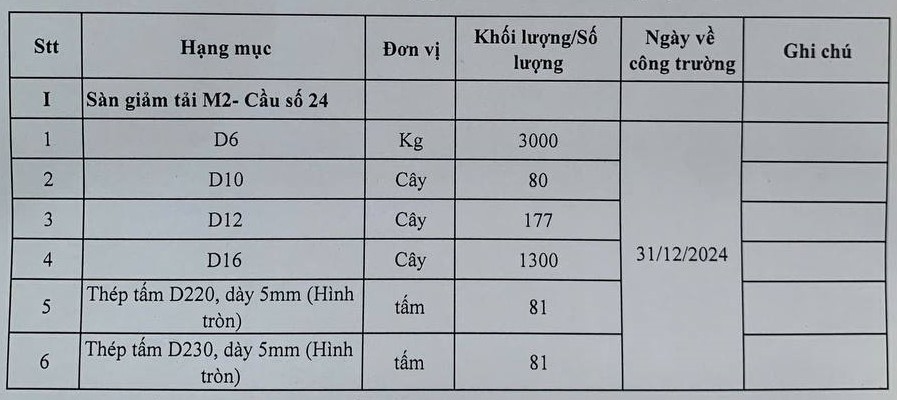 Stt Hạng mục Đơn vị Khối lượng/Số lượng Ngày về công trường Ghi chú
I Sàn giảm tải M2- Cầu số 24
1 D6 Kg 3000
2 D10 Cây 80
3 D12 Cây 177
4 D16 Cây 1300 31/12/2024
5 Thép tấm D220, dày 5mm (Hình tròn) tấm 81
6 Thép tấm D230, dày 5mm (Hình tròn) tấm 81